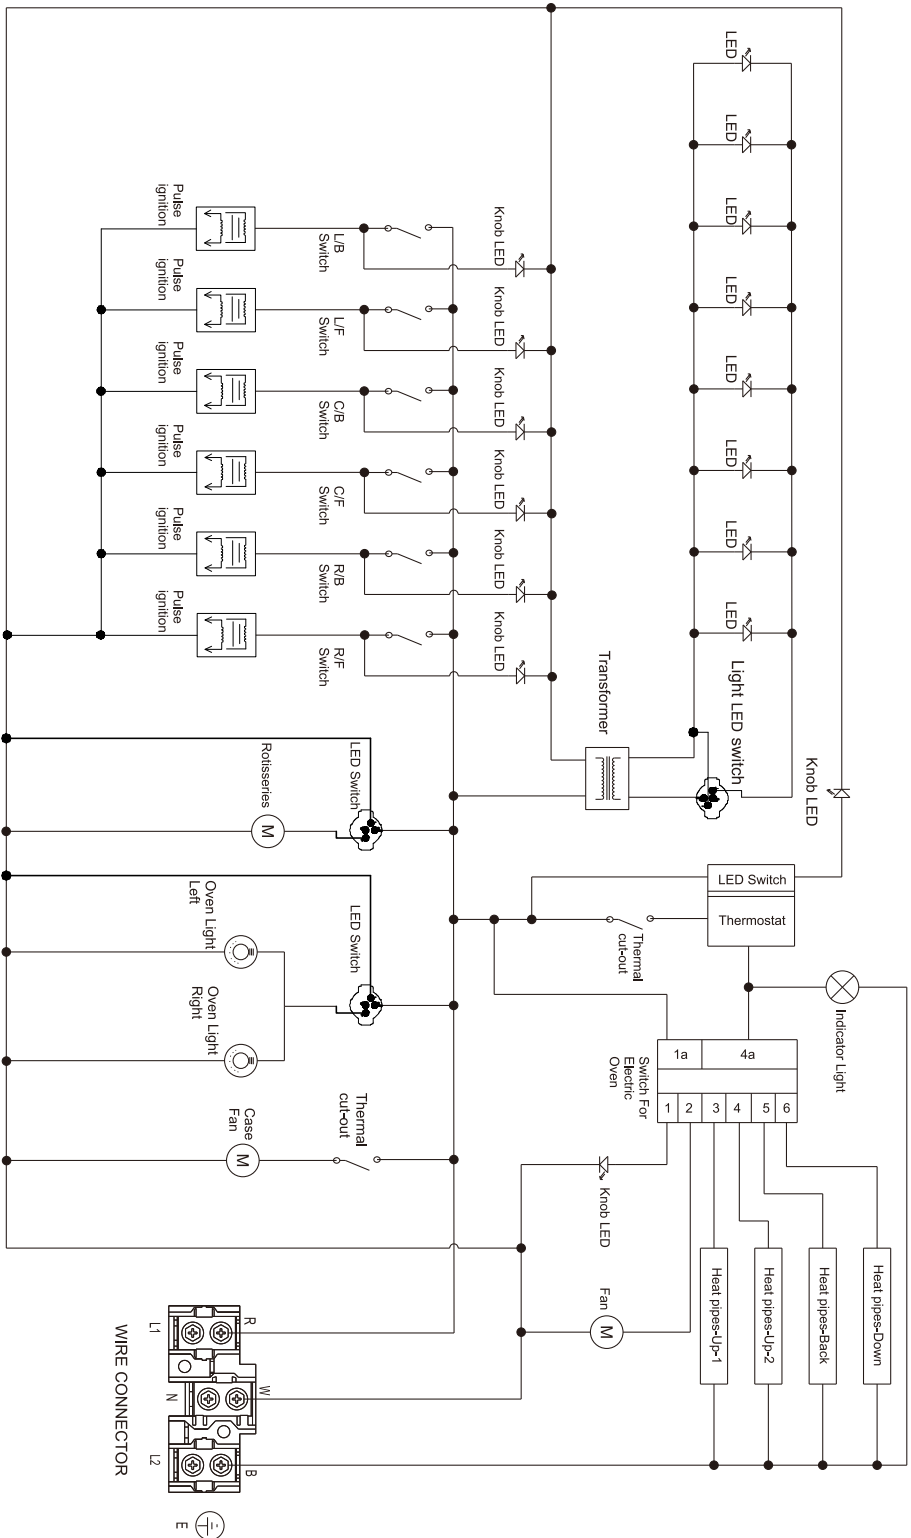 LED
LED
LED
LED
LED
LED
LED
LED
Light LED switch
Knob LED
Knob LED
Knob LED
Knob LED
Knob LED
Knob LED
Knob LED
Transformer
L/B
Switch
L/F
Switch
C/B
Switch
C/F
Switch
R/B
Switch
R/F
Switch
Pulse
ignition
Pulse
ignition
Pulse
ignition
Pulse
ignition
Pulse
ignition
Pulse
ignition
LED Switch
Rotisseries
M
LED Switch
Oven Light
Left
Oven Light
Right
Thermal
cut-out
Case
Fan
M
LED Switch
Thermostat
Thermal
cut-out
Indicator Light
1a
4a
1
2
3
4
5
6
Switch For
Electric
Oven
Knob LED
Fan
M
Heat pipes-Up-1
Heat pipes-Up-2
Heat pipes-Back
Heat pipes-Down
R
L1
W
N
B
L2
WIRE CONNECTOR
E